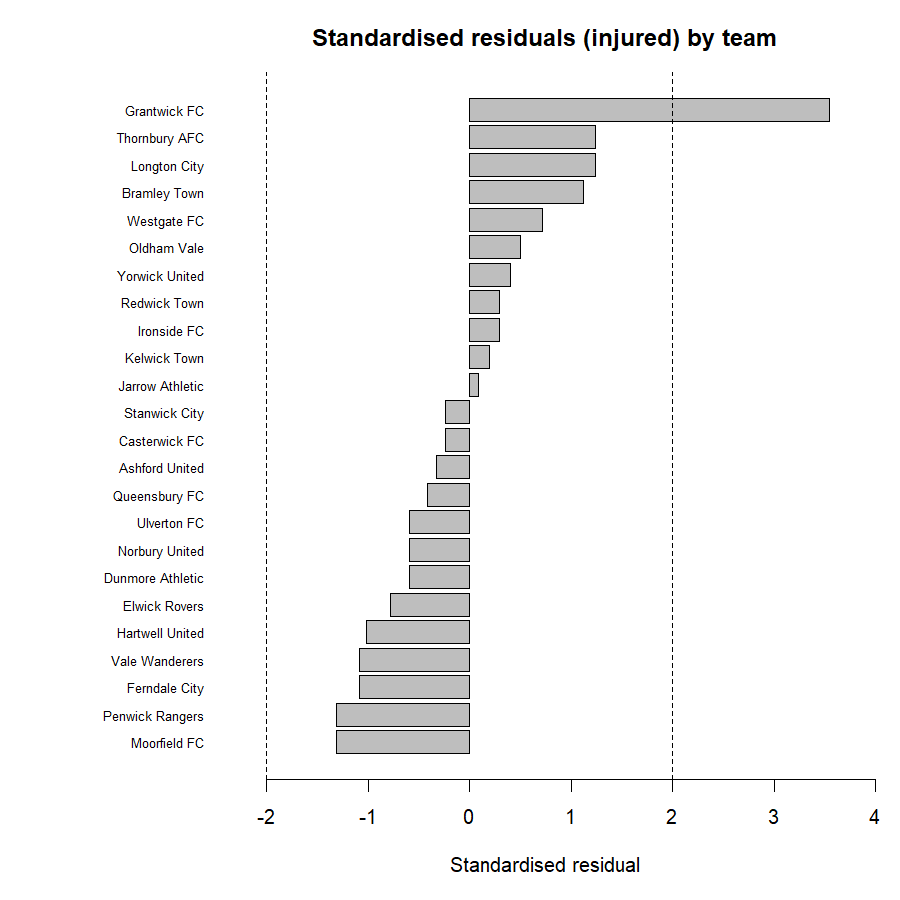 Standardised residuals (injured) by team
Grantwick FC
Thornbury AFC
Longton City
Bramley Town
Westgate FC
Oldham Vale
Yorwick United
Redwick Town
Ironside FC
Kelwick Town
Jarrow Athletic
Stanwick City
Casterwick FC
Ashford United
Queensbury FC
Ulverton FC
Norbury United
Dunmore Athletic
Elwick Rovers
Hartwell United
Vale Wanderers
Ferndale City
Penwick Rangers
Moorfield FC
-2 -1 0 1 2 3 4
Standardised residual